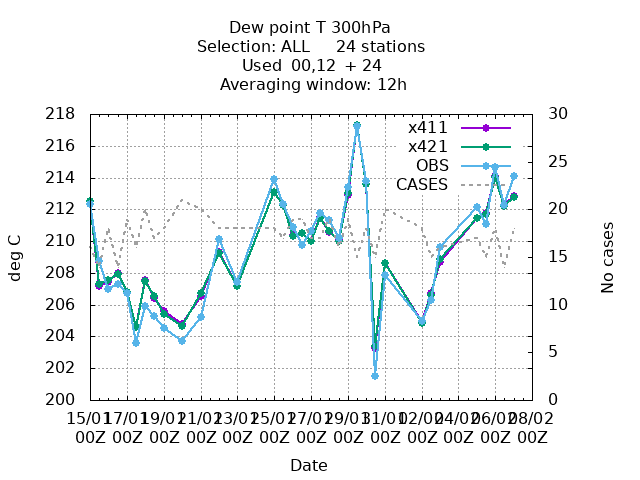 Dew point T 300hPa
Selection: ALL 24 stations
Used 00,12 + 24
Averaging window: 12h
218
216
214
212
210
208
206
204
202
200
deg C
30
25
20
15
10
5
0
No cases
x411
x421
OBS
CASES
15/01 17/01 19/01 21/01 23/01 25/01 27/01 29/01 31/01 02/02 04/02 06/02 08/02
00Z 00Z 00Z 00Z 00Z 00Z 00Z 00Z 00Z 00Z 00Z 00Z 00Z
Date